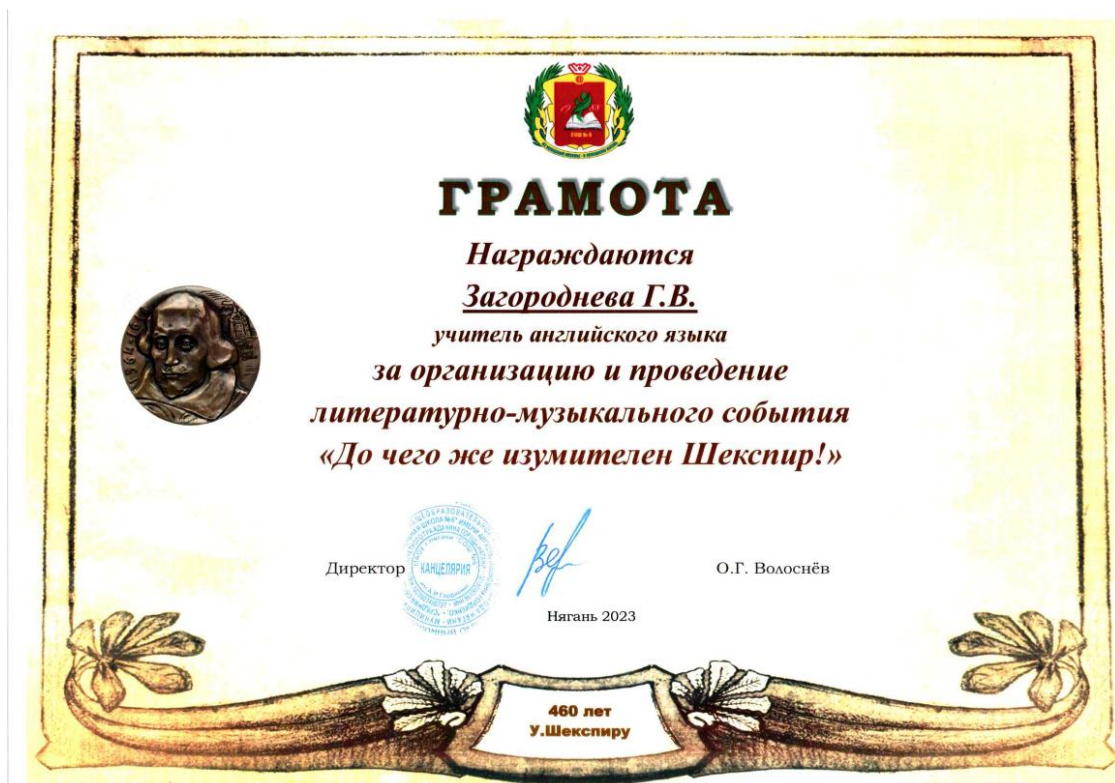 ГРАМОТА
Награждаются
Загороднева Г.В.
учитель английского языка
за организацию и проведение
литературно-музыкального события
«До чего же изумителен Шекспир!»
Директор
КАНЦЕЛЯРИЯ
О.Г. Волоснёв
Нягань 2023
460 лет
У.Шекспиру